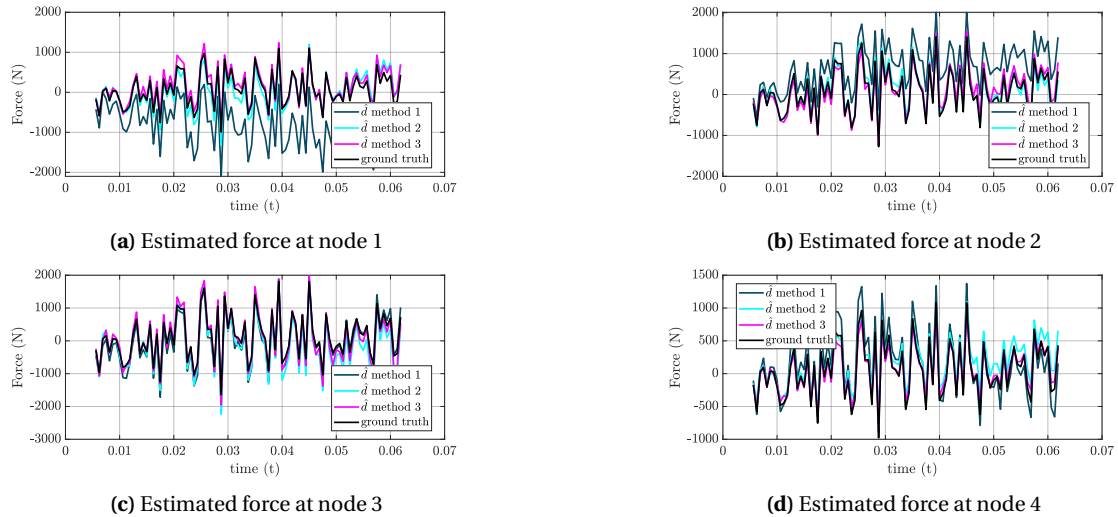 2000
1000
0
-1000
-2000
Force (N)
0 0.01 0.02 0.03 0.04 0.05 0.06 0.07
time (t)
d̂ method 1
d̂ method 2
d̂ method 3
ground truth
(a) Estimated force at node 1
2000
1000
0
-1000
-2000
Force (N)
0 0.01 0.02 0.03 0.04 0.05 0.06 0.07
time (t)
d̂ method 1
d̂ method 2
d̂ method 3
ground truth
(b) Estimated force at node 2
2000
1000
0
-1000
-2000
-3000
Force (N)
0 0.01 0.02 0.03 0.04 0.05 0.06 0.07
time (t)
d̂ method 1
d̂ method 2
d̂ method 3
ground truth
(c) Estimated force at node 3
1500
1000
500
0
-500
-1000
Force (N)
0 0.01 0.02 0.03 0.04 0.05 0.06 0.07
time (t)
d̂ method 1
d̂ method 2
d̂ method 3
ground truth
(d) Estimated force at node 4